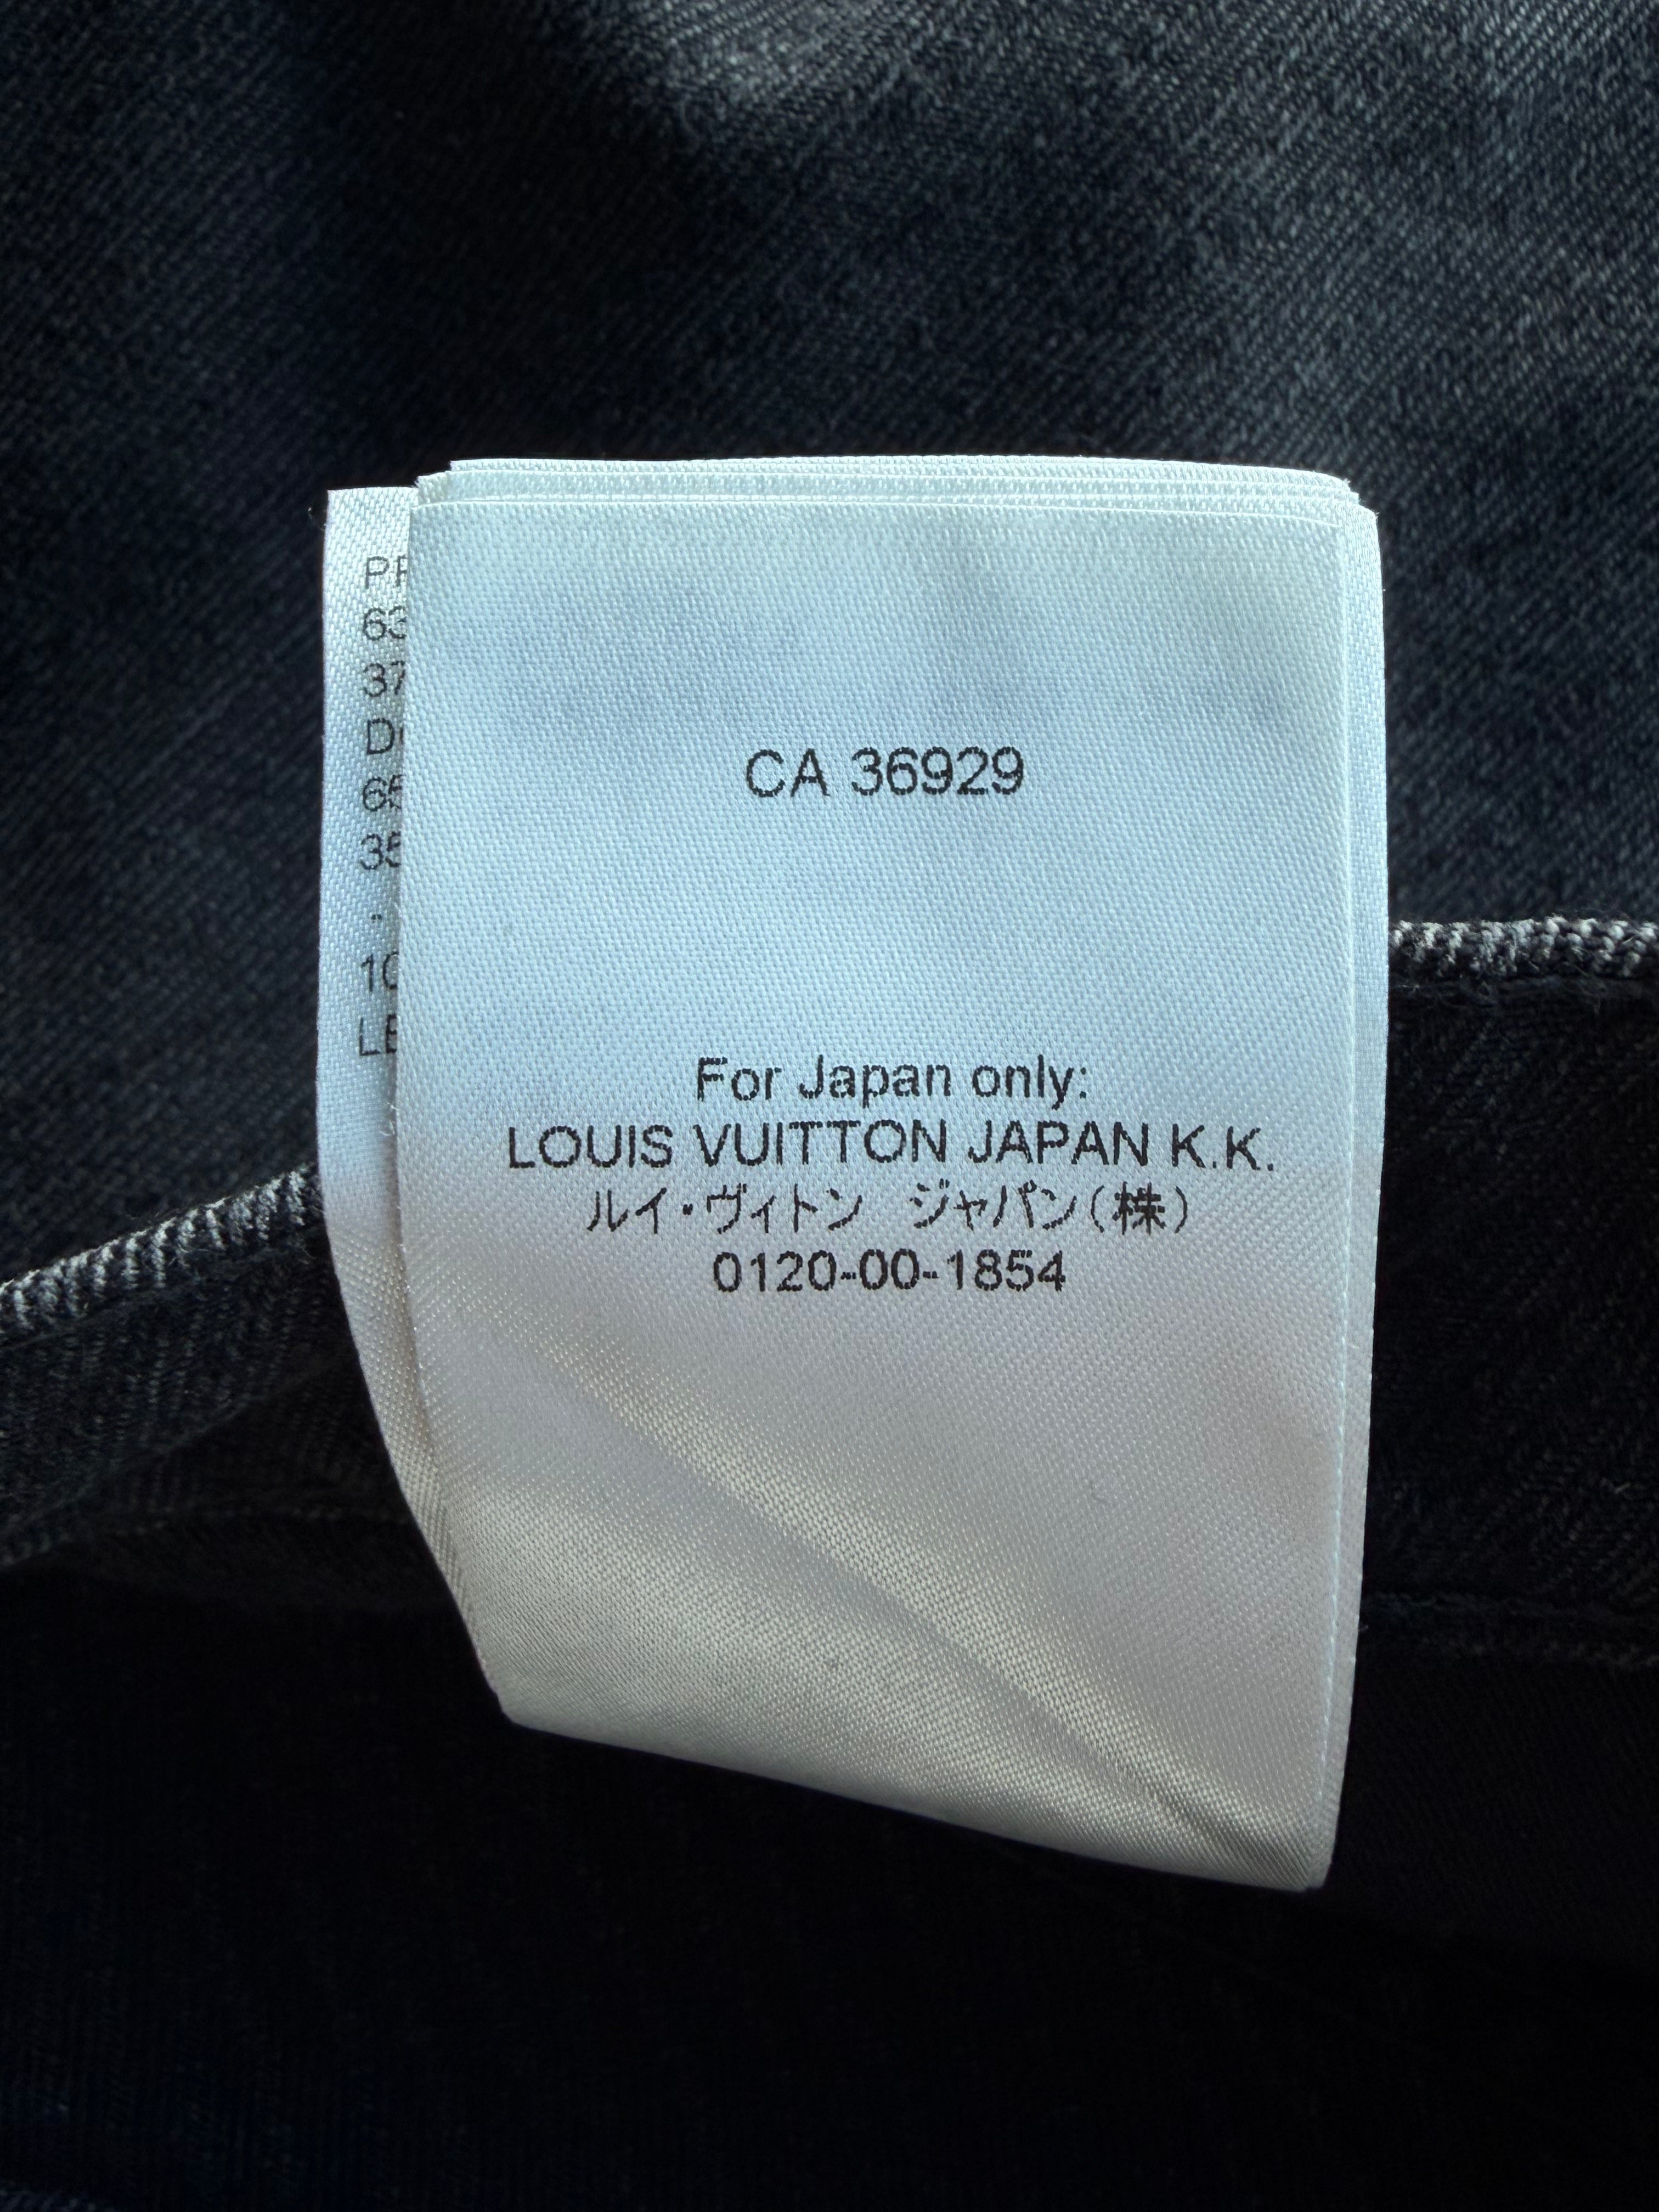 CA 36929
For Japan only:
LOUIS VUITTON JAPAN K.K.
ルイ・ヴィトン　ジャパン(株)
0120-00-1854